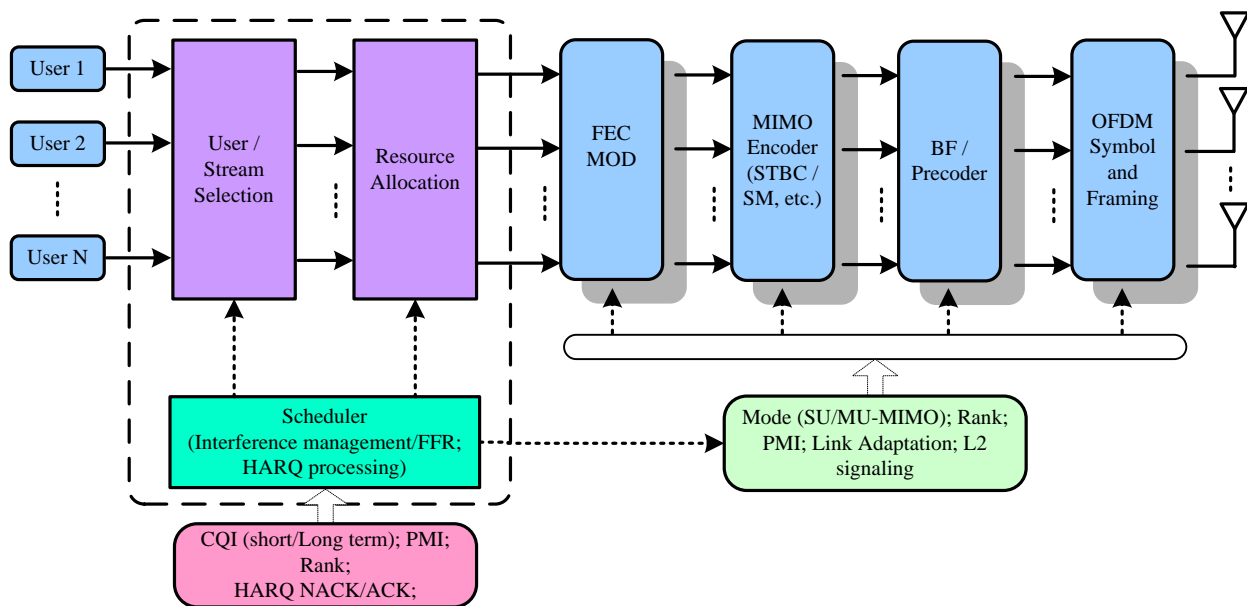 User 1
User 2
User N
User /
Stream
Selection
Resource
Allocation
FEC
MOD
MIMO
Encoder
(STBC /
SM, etc.)
BF /
Precoder
OFDM
Symbol
and
Framing
Scheduler
(Interference management/FFR;
HARQ processing)
Mode (SU/MU-MIMO); Rank;
PMI; Link Adaptation; L2
signaling
CQI (short/Long term); PMI;
Rank;
HARQ NACK/ACK;